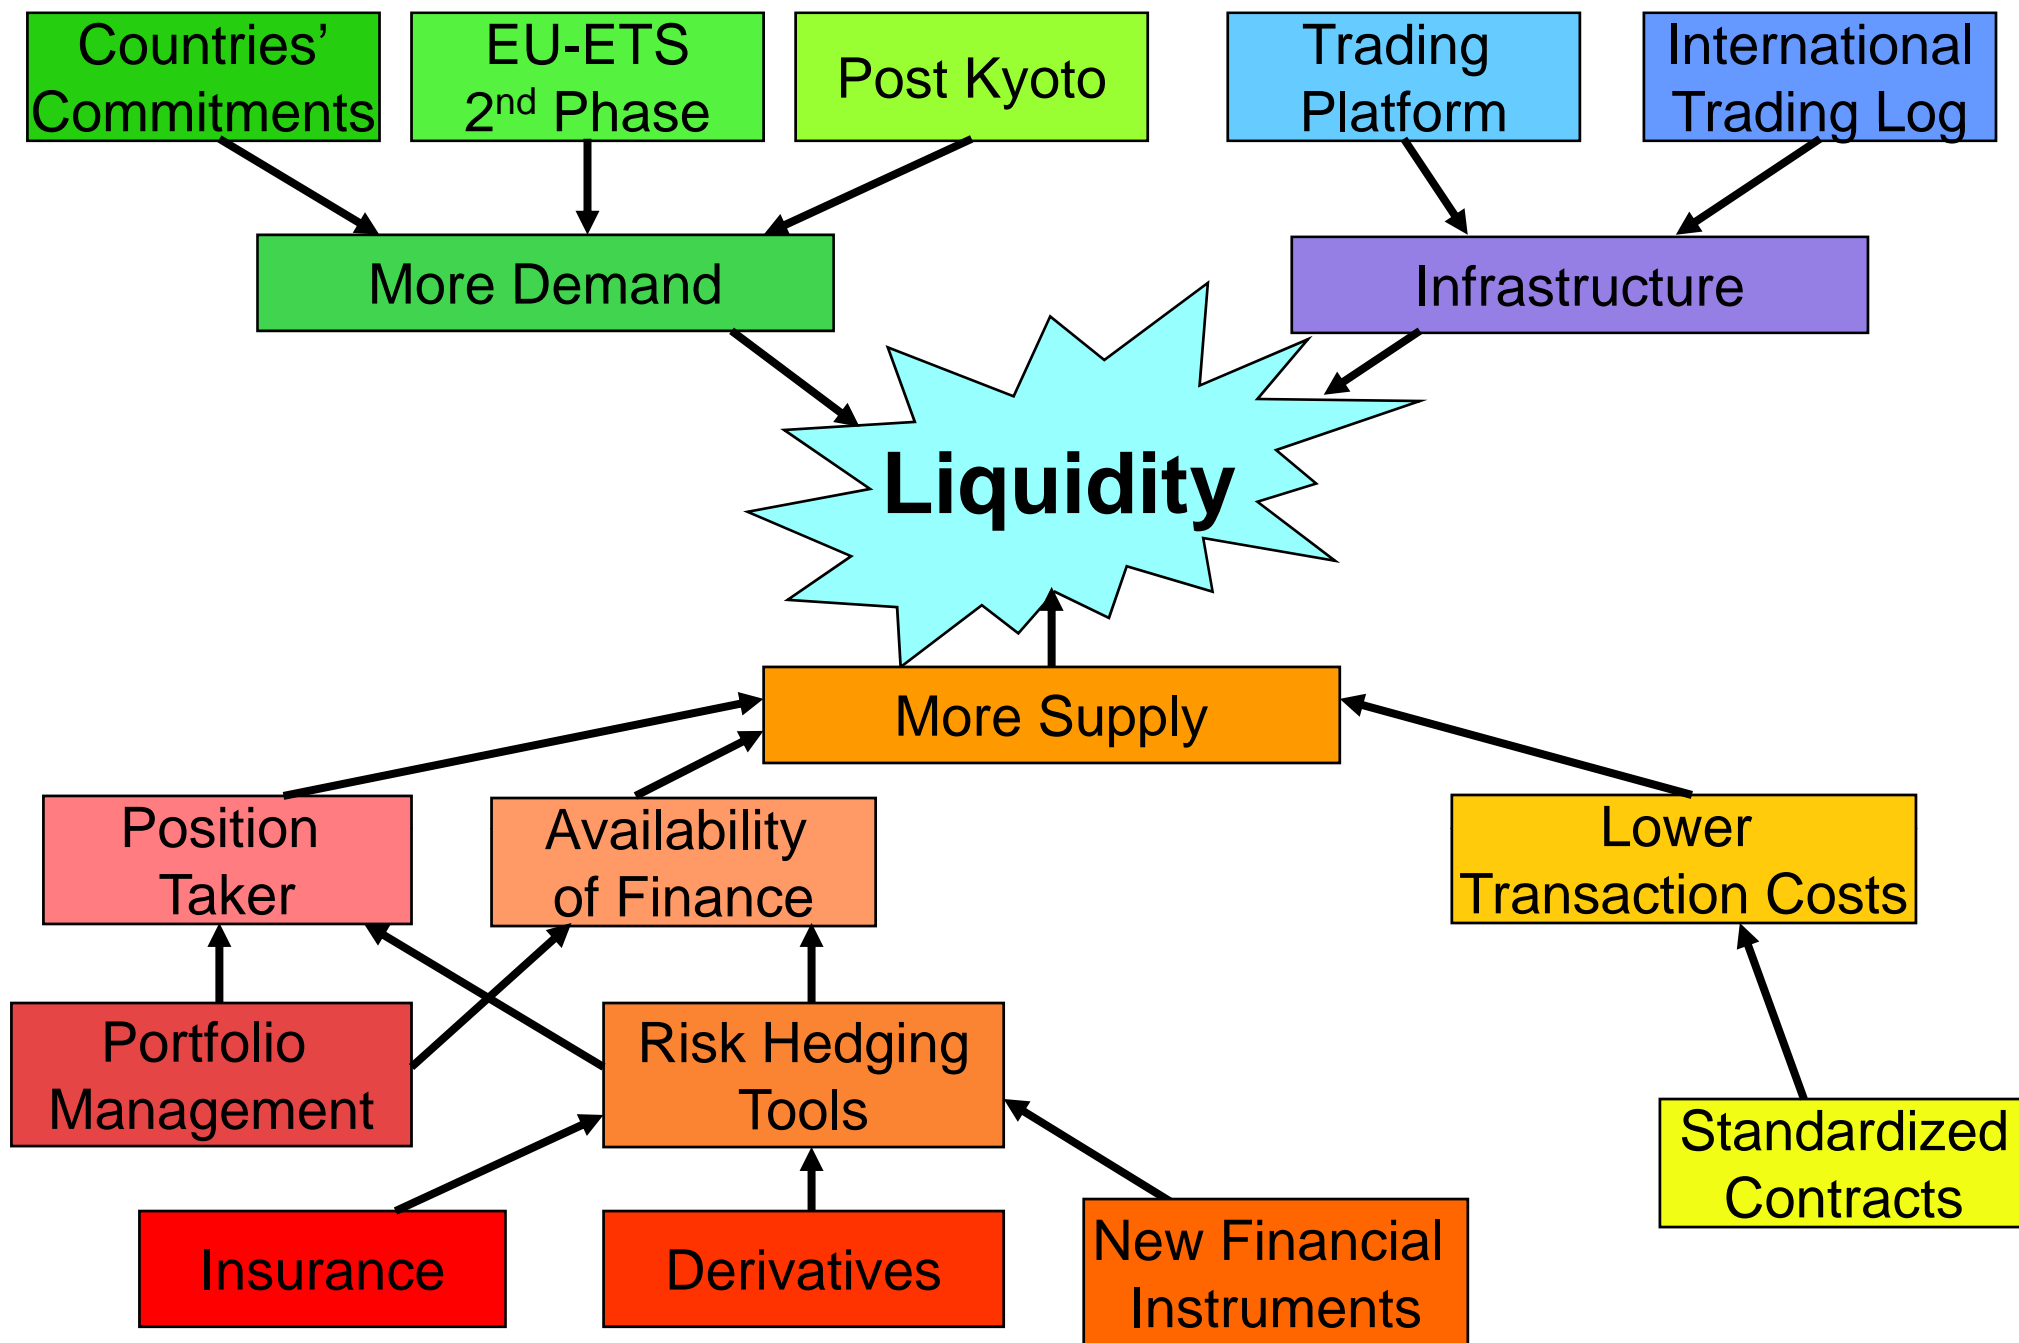 Countries’
Commitments
EU-ETS
2nd Phase
Post Kyoto
Trading
Platform
International
Trading Log
More Demand
Infrastructure
Liquidity
More Supply
Position
Taker
Availability
of Finance
Lower
Transaction Costs
Portfolio
Management
Risk Hedging
Tools
Standardized
Contracts
Insurance
Derivatives
New Financial
Instruments